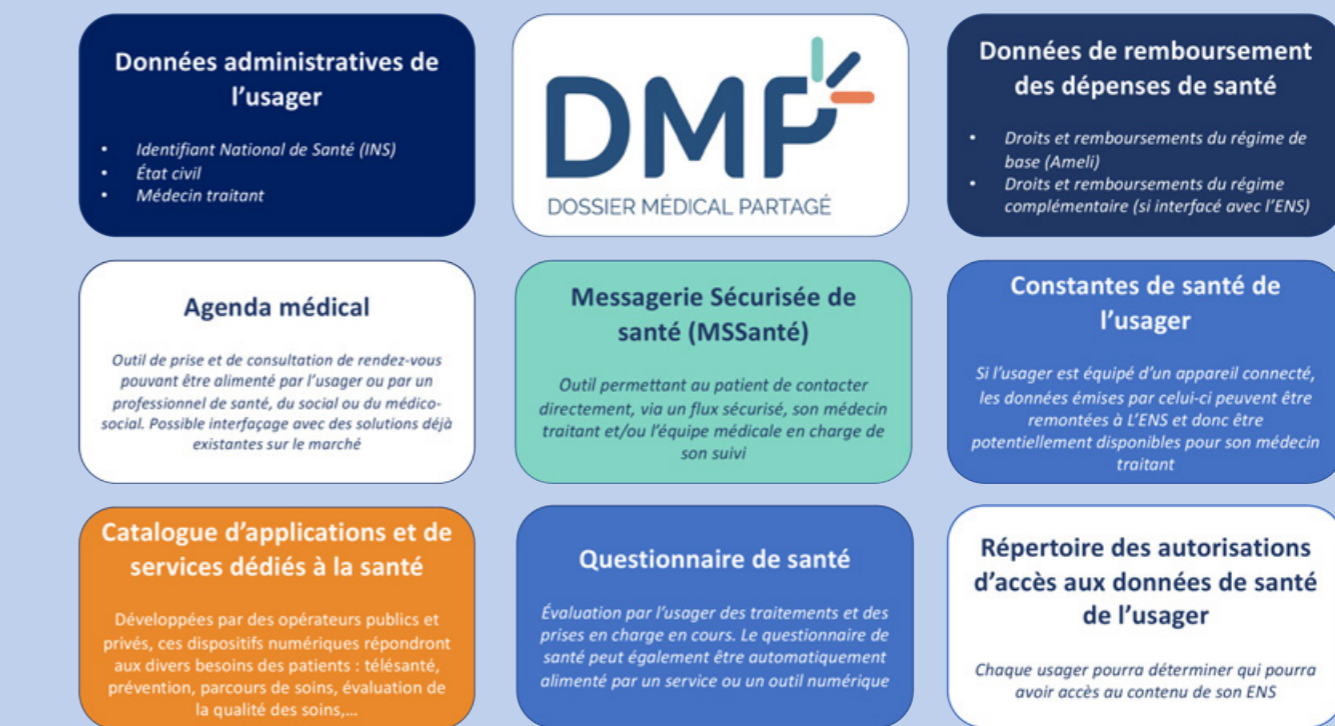 Données administratives de
l'usager
• Identifiant National de Santé (INS)
• État civil
• Médecin traitant
DMP
DOSSIER MÉDICAL PARTAGÉ
Données de remboursement
des dépenses de santé
• Droits et remboursements du régime de
base (Ameli)
• Droits et remboursements du régime
complémentaire (si interfacé avec l'ENS)
Agenda médical
Outil de prise et de consultation de rendez-vous
pouvant être alimenté par l'usager ou par un
professionnel de santé, du social ou du médico-
social. Possible interfaçage avec des solutions déjà
existantes sur le marché
Messagerie Sécurisée de
santé (MSSanté)
Outil permettant au patient de contacter
directement, via un flux sécurisé, son médecin
traitant et/ou l'équipe médicale en charge de
son suivi
Constantes de santé de
l'usager
Si l'usager est équipé d'un appareil connecté,
les données émises par celui-ci peuvent être
remontées à L'ENS et donc être
potentiellement disponibles pour son médecin
traitant
Catalogue d'applications et de
services dédiés à la santé
Développées par des opérateurs publics et
privés, ces dispositifs numériques répondront
aux divers besoins des patients : télésanté,
prévention, parcours de soins, évaluation de
la qualité des soins,...
Questionnaire de santé
Évaluation par l'usager des traitements et des
prises en charge en cours. Le questionnaire de
santé peut également être automatiquement
alimenté par un service ou un outil numérique
Répertoire des autorisations
d'accès aux données de santé
de l'usager
Chaque usager pourra déterminer qui pourra
avoir accès au contenu de son ENS